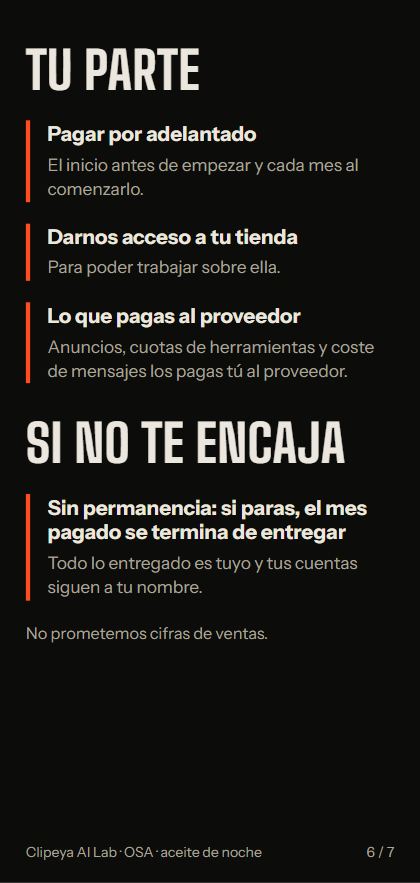 TU PARTE
Pagar por adelantado
El inicio antes de empezar y cada mes al
comenzarlo.
Darnos acceso a tu tienda
Para poder trabajar sobre ella.
Lo que pagas al proveedor
Anuncios, cuotas de herramientas y coste
de mensajes los pagas tú al proveedor.
SI NO TE ENCAJA
Sin permanencia: si paras, el mes
pagado se termina de entregar
Todo lo entregado es tuyo y tus cuentas
siguen a tu nombre.
No prometemos cifras de ventas.
Clipeya AI Lab · OSA · aceite de noche
6 / 7